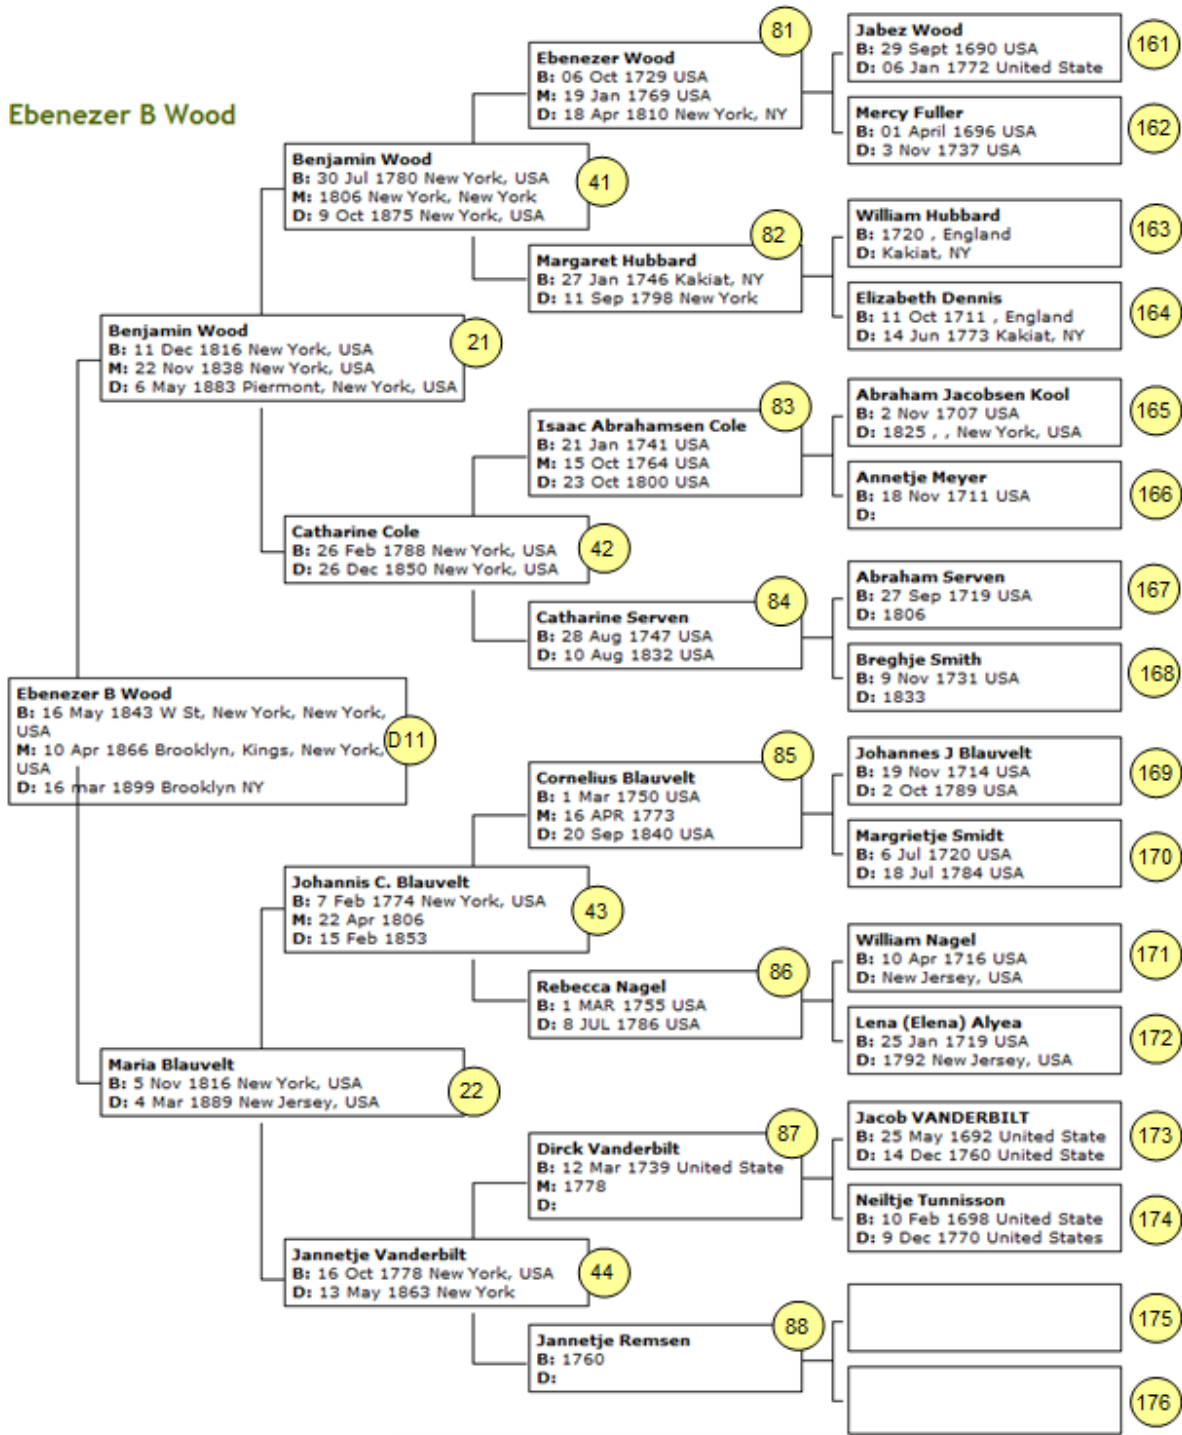 Ebenezer B Wood
Ebenezer B Wood
B: 16 May 1843 W St, New York, New York,
USA
M: 10 Apr 1866 Brooklyn, Kings, New York,
USA
D: 16 mar 1899 Brooklyn NY
D11
Benjamin Wood
B: 11 Dec 1816 New York, USA
M: 22 Nov 1838 New York, USA
D: 6 May 1883 Piermont, New York, USA
21
Maria Blauvelt
B: 5 Nov 1816 New York, USA
D: 4 Mar 1889 New Jersey, USA
22
Benjamin Wood
B: 30 Jul 1780 New York, USA
M: 1806 New York, New York
D: 9 Oct 1875 New York, USA
41
Catharine Cole
B: 26 Feb 1788 New York, USA
D: 26 Dec 1850 New York, USA
42
Johannis C. Blauvelt
B: 7 Feb 1774 New York, USA
M: 22 Apr 1806
D: 15 Feb 1853
43
Jannetje Vanderbilt
B: 16 Oct 1778 New York, USA
D: 13 May 1863 New York
44
Ebenezer Wood
B: 06 Oct 1729 USA
M: 19 Jan 1769 USA
D: 18 Apr 1810 New York, NY
81
Margaret Hubbard
B: 27 Jan 1746 Kakiat, NY
D: 11 Sep 1798 New York
82
Isaac Abrahamsen Cole
B: 21 Jan 1741 USA
M: 15 Oct 1764 USA
D: 23 Oct 1800 USA
83
Catharine Serven
B: 28 Aug 1747 USA
D: 10 Aug 1832 USA
84
Cornelius Blauvelt
B: 1 Mar 1750 USA
M: 16 APR 1773
D: 20 Sep 1840 USA
85
Rebecca Nagel
B: 1 MAR 1755 USA
D: 8 JUL 1786 USA
86
Dirck Vanderbilt
B: 12 Mar 1739 United State
M: 1778
D:
87
Jannetje Remsen
B: 1760
D:
88
Jabez Wood
B: 29 Sept 1690 USA
D: 06 Jan 1772 United State
161
Mercy Fuller
B: 01 April 1696 USA
D: 3 Nov 1737 USA
162
William Hubbard
B: 1720 , England
D: Kakiat, NY
163
Elizabeth Dennis
B: 11 Oct 1711 , England
D: 14 Jun 1773 Kakiat, NY
164
Abraham Jacobsen Kool
B: 2 Nov 1707 USA
D: 1825 , , New York, USA
165
Annetje Meyer
B: 18 Nov 1711 USA
D:
166
Abraham Serven
B: 27 Sep 1719 USA
D: 1806
167
Breghje Smith
B: 9 Nov 1731 USA
D: 1833
168
Johannes J Blauvelt
B: 19 Nov 1714 USA
D: 2 Oct 1789 USA
169
Margrietje Smidt
B: 6 Jul 1720 USA
D: 18 Jul 1784 USA
170
William Nagel
B: 10 Apr 1716 USA
D: New Jersey, USA
171
Lena (Elena) Alyea
B: 25 Jan 1719 USA
D: 1792 New Jersey, USA
172
Jacob VANDERBILT
B: 25 May 1692 United State
D: 14 Dec 1760 United State
173
Neiltje Tunnisson
B: 10 Feb 1698 United State
D: 9 Dec 1770 United States
174
175
176